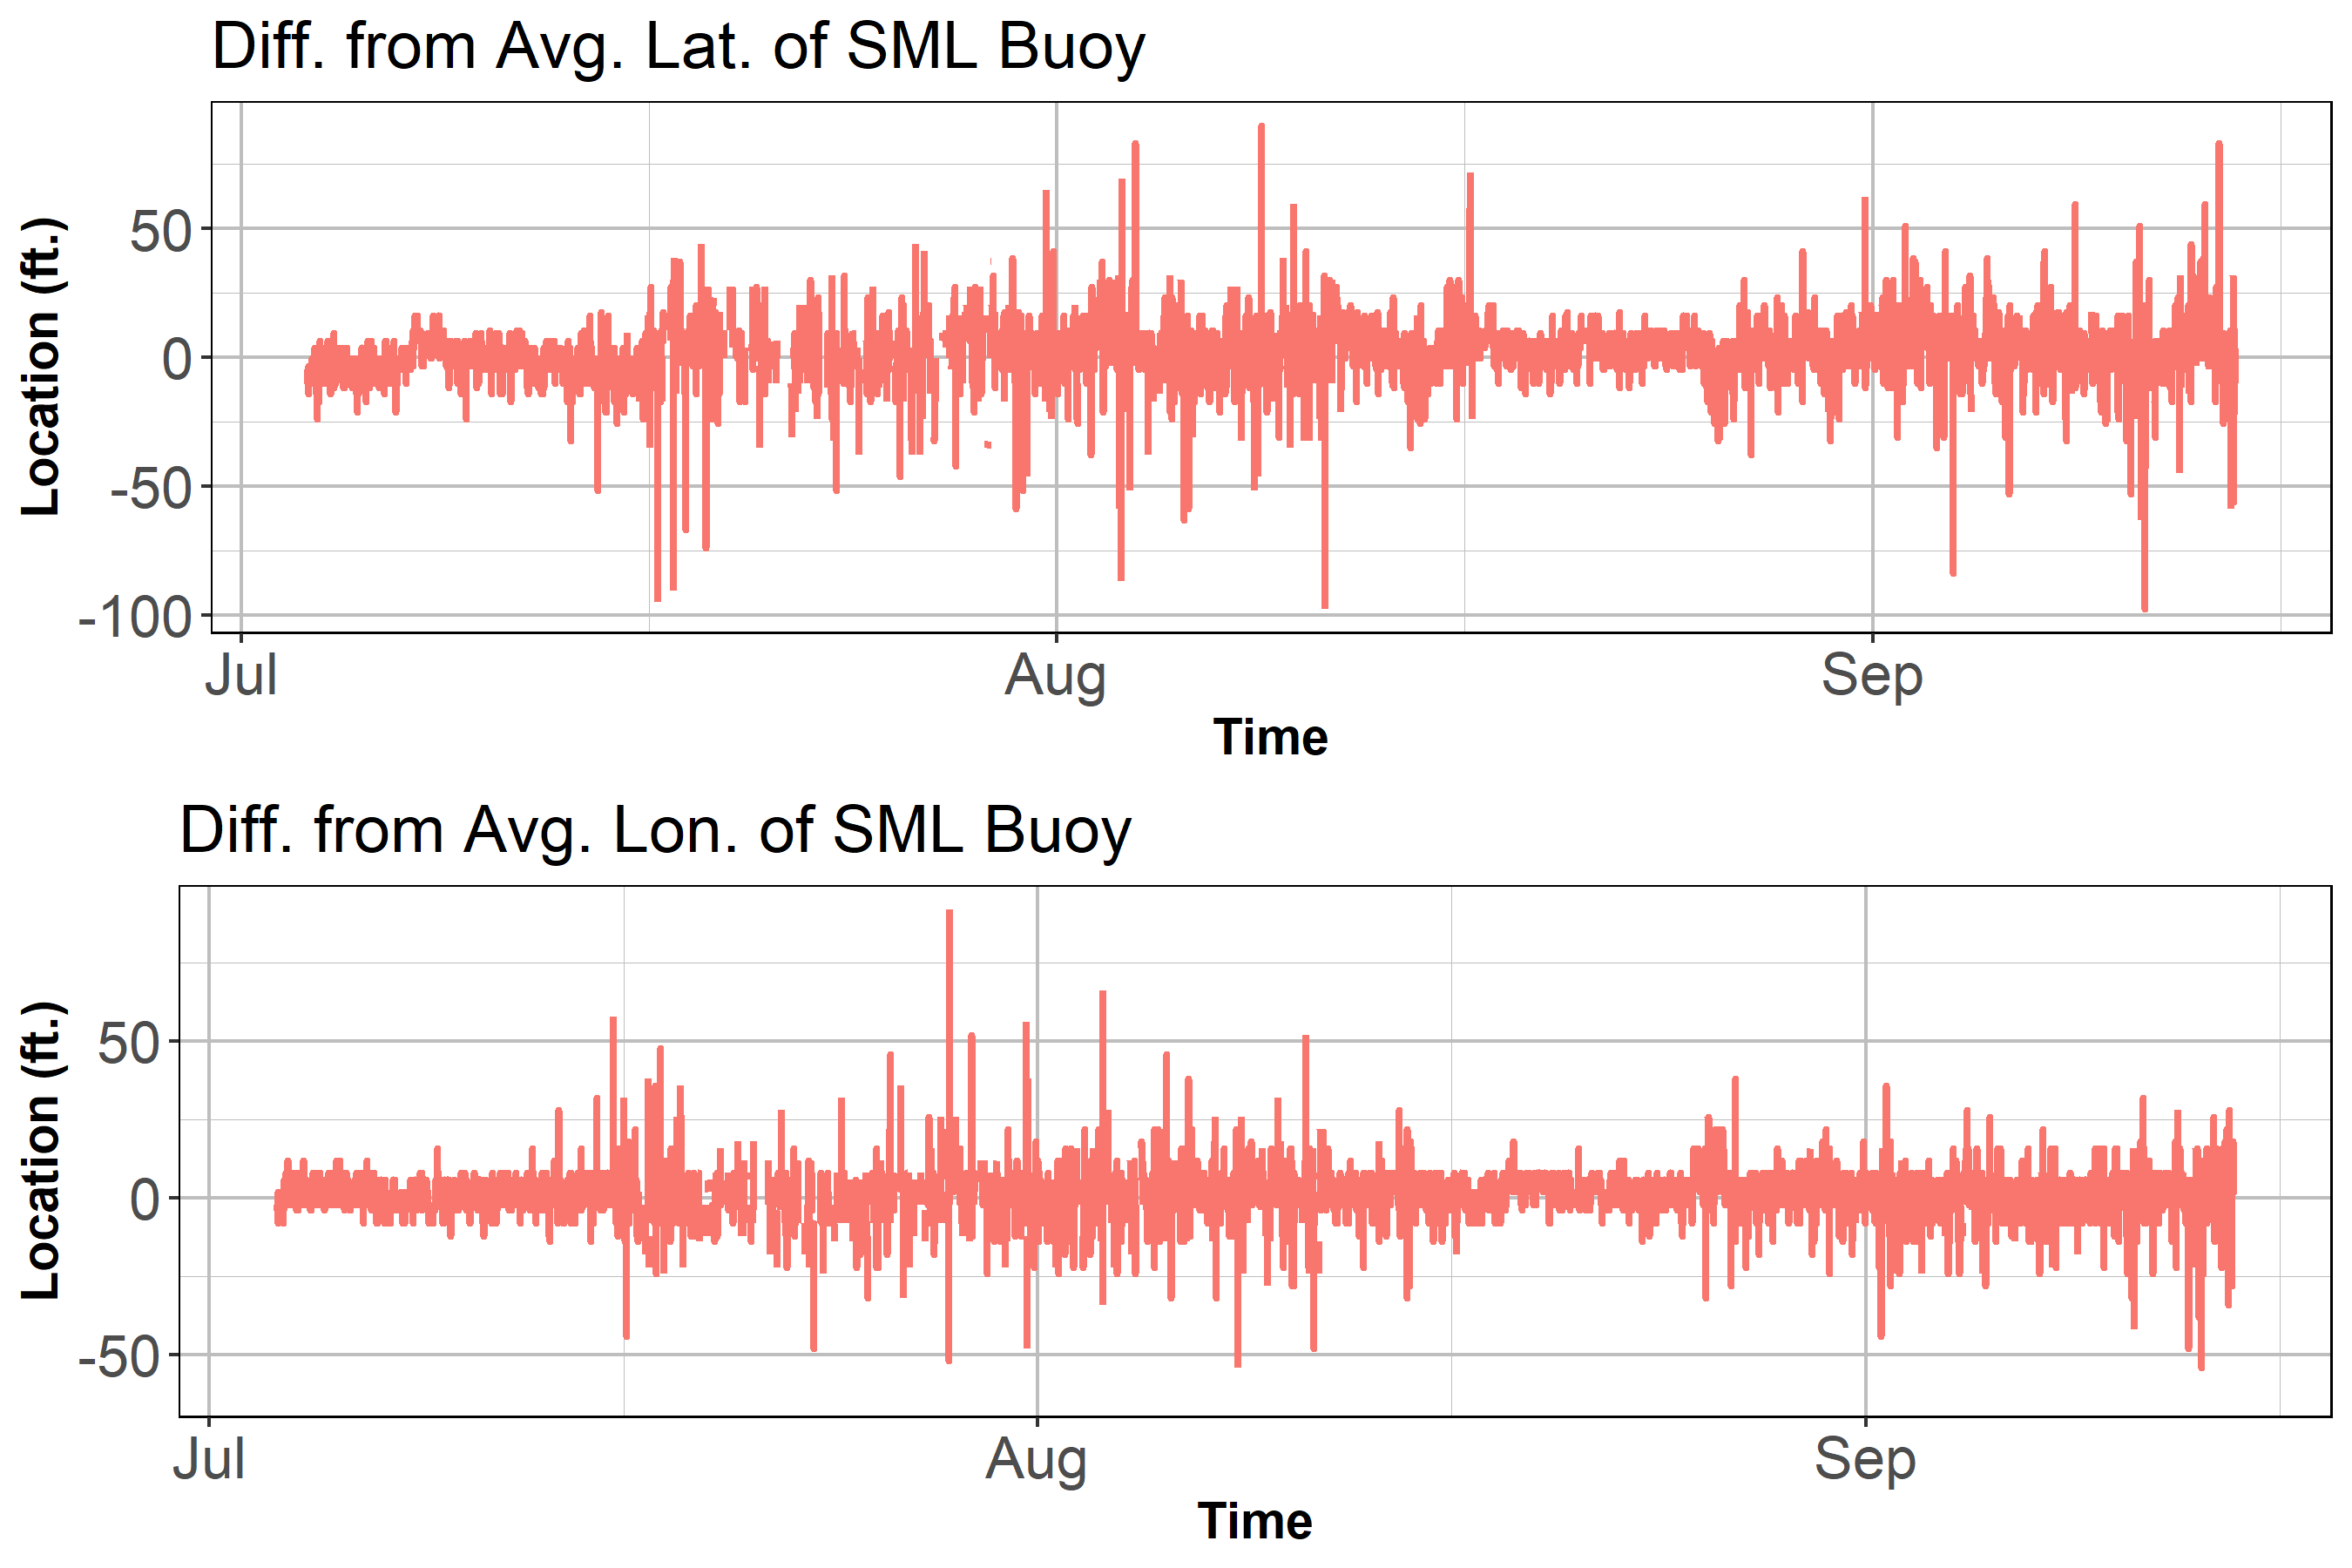 Diff. from Avg. Lat. of SML Buoy
Location (ft.)
50
0
-50
-100
Jul
Aug
Sep
Time
Diff. from Avg. Lon. of SML Buoy
Location (ft.)
50
0
-50
Jul
Aug
Sep
Time